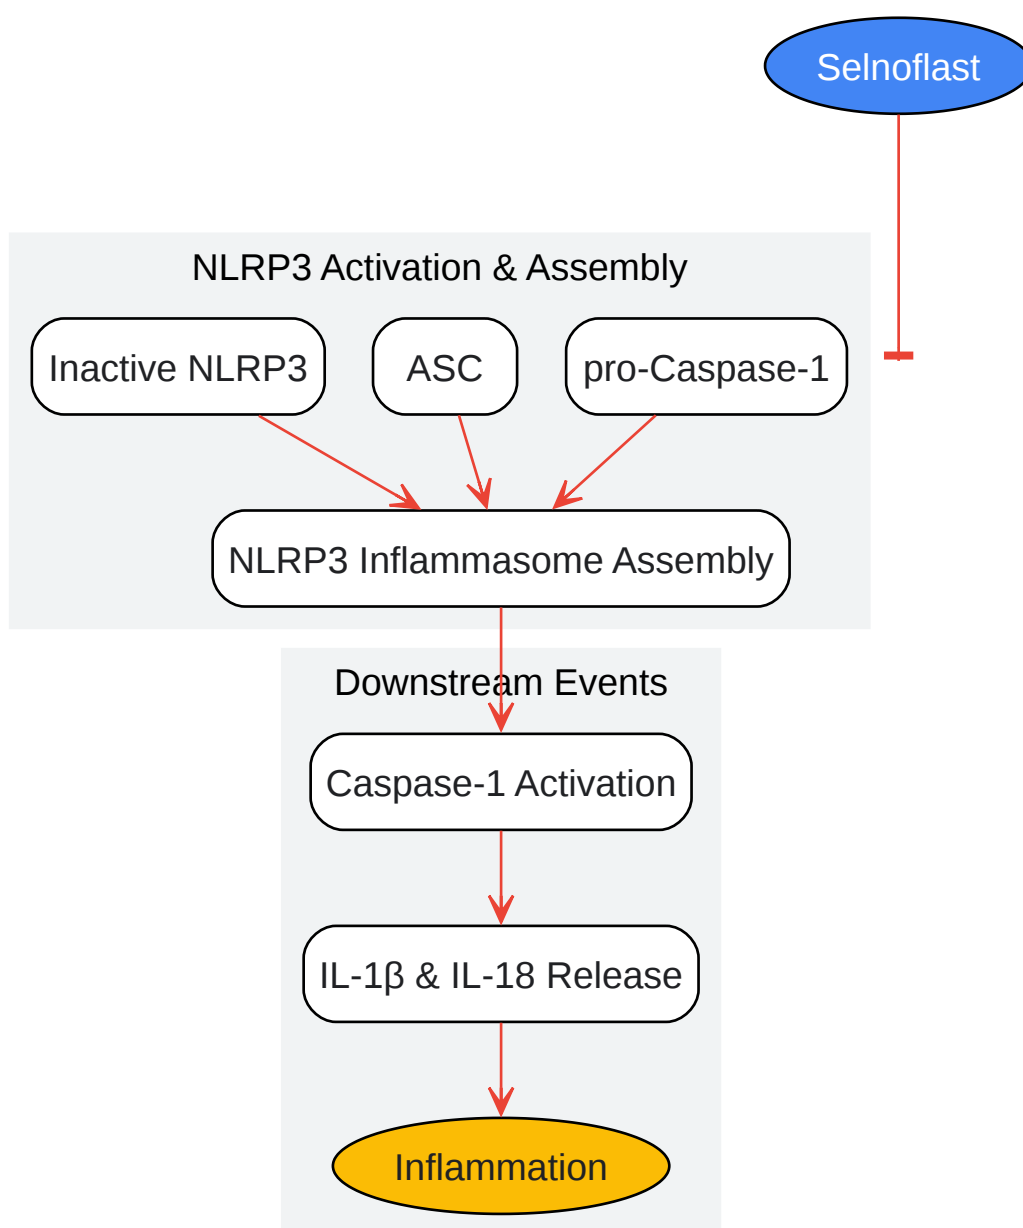 Selnoflast
NLRP3 Activation & Assembly
Inactive NLRP3
ASC
pro-Caspase-1
NLRP3 Inflammasome Assembly
Downstream Events
Caspase-1 Activation
IL-1β & IL-18 Release
Inflammation